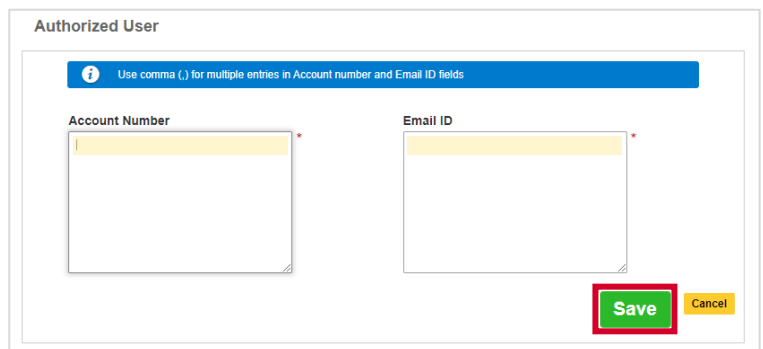 Authorized User
i Use comma (,) for multiple entries in Account number and Email ID fields
Account Number Email ID
* *
Save Cancel